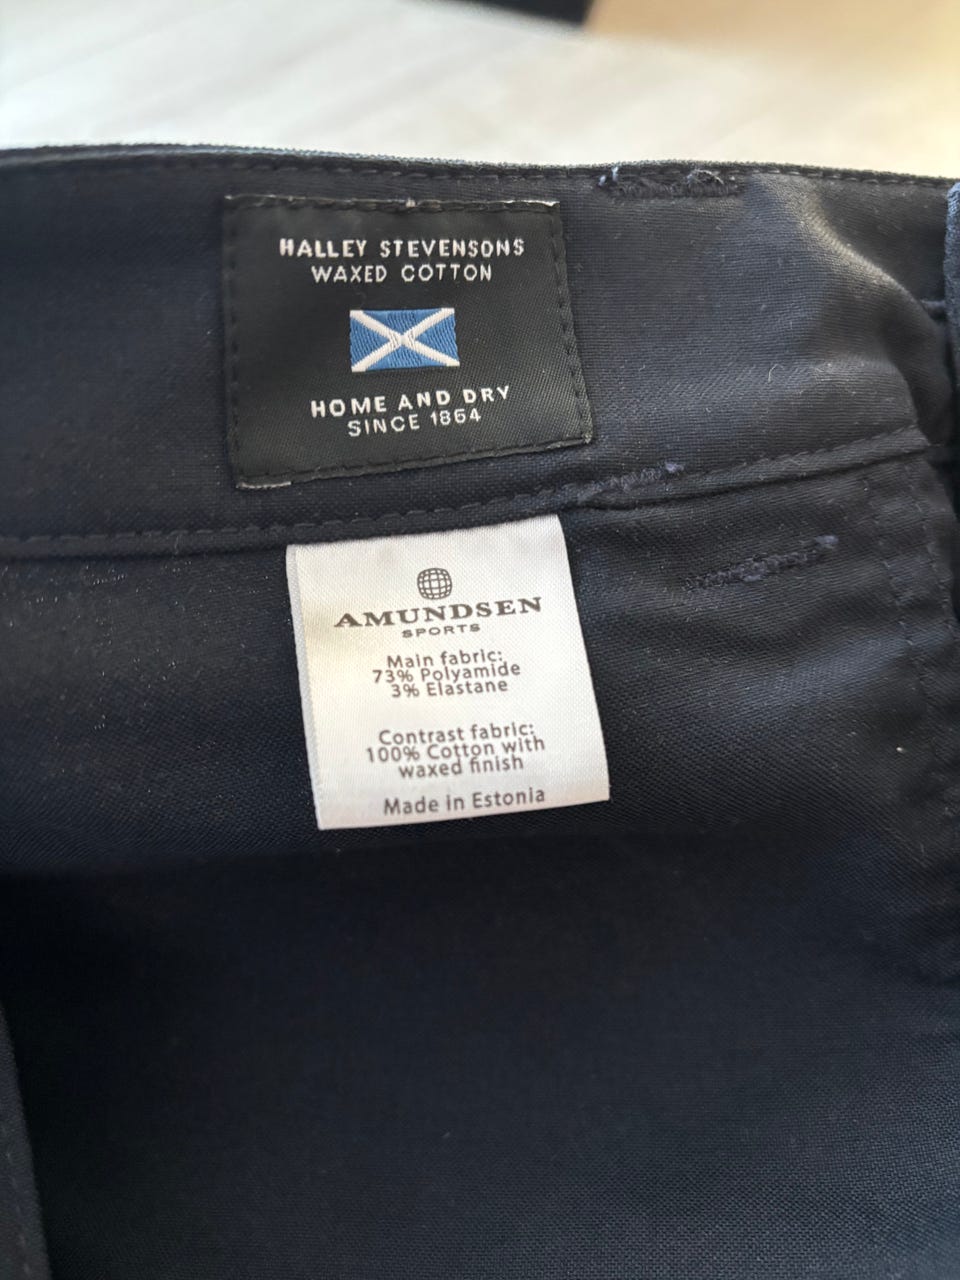 HALLEY STEVENSONS
WAXED COTTON
HOME AND DRY
SINCE 1864
AMUNDSEN
SPORTS
Main fabric:
73% Polyamide
3% Elastane
Contrast fabric:
100% Cotton with
waxed finish
Made in Estonia